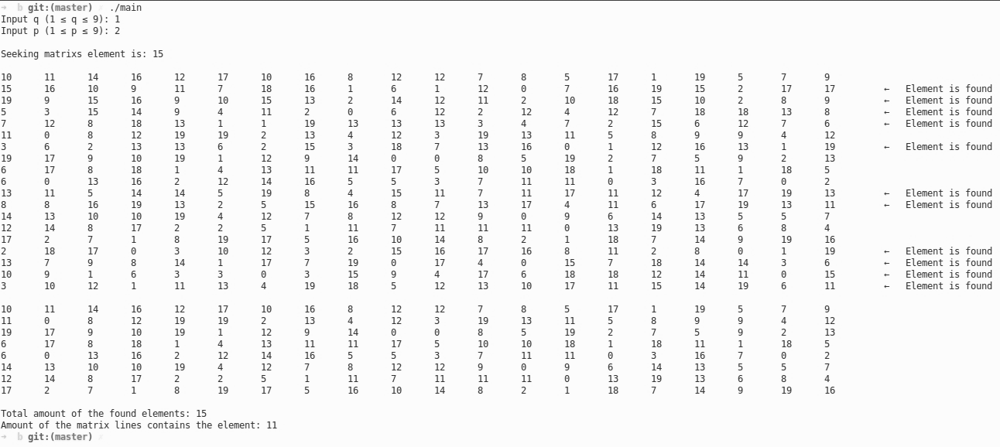 ➜ b git:(master) ✗ ./main
Input q (1 ≤ q ≤ 9): 1
Input p (1 ≤ p ≤ 9): 2
Seeking matrixs element is: 15
10 11 14 16 12 17 10 16 8 12 12 7 8 5 17 1 19 5 7 9
15 16 10 9 11 7 18 16 1 6 1 12 0 7 16 19 15 2 17 17 ← Element is found
19 9 15 16 9 10 15 13 2 14 12 11 2 10 18 15 10 2 8 9 ← Element is found
5 3 15 14 9 4 11 2 0 6 12 2 12 4 12 7 18 18 13 8 ← Element is found
7 12 8 18 13 1 1 19 13 13 13 3 4 7 2 15 6 12 7 6 ← Element is found
11 0 8 12 19 19 2 13 4 12 3 19 13 11 5 8 9 9 4 12
3 6 2 13 13 6 2 15 3 18 7 13 16 0 1 12 16 13 1 19 ← Element is found
19 17 9 10 19 1 12 9 14 0 0 8 5 19 2 7 5 9 2 13
6 17 8 18 1 4 13 11 11 17 5 10 10 18 1 18 11 1 18 5
6 0 13 16 2 12 14 16 5 5 3 7 11 11 0 3 16 7 0 2
13 11 5 14 14 5 19 8 4 15 11 7 11 17 11 12 4 17 19 13 ← Element is found
8 8 16 19 13 2 5 15 16 8 7 13 17 4 11 6 17 19 13 11 ← Element is found
14 13 10 10 19 4 12 7 8 12 12 9 0 9 6 14 13 5 5 7
12 14 8 17 2 2 5 1 11 7 11 11 11 0 13 19 13 6 8 4
17 2 7 1 8 19 17 5 16 10 14 8 2 1 18 7 14 9 19 16
2 18 17 0 3 10 12 3 2 15 16 17 16 8 11 2 8 0 1 19 ← Element is found
13 7 9 8 14 1 17 7 19 0 17 4 0 15 7 18 14 14 3 6 ← Element is found
10 9 1 6 3 3 0 3 15 9 4 17 6 18 18 12 14 11 0 15 ← Element is found
3 10 12 1 11 13 4 19 18 5 12 13 10 17 11 15 14 19 6 11 ← Element is found
10 11 14 16 12 17 10 16 8 12 12 7 8 5 17 1 19 5 7 9
11 0 8 12 19 19 2 13 4 12 3 19 13 11 5 8 9 9 4 12
19 17 9 10 19 1 12 9 14 0 0 8 5 19 2 7 5 9 2 13
6 17 8 18 1 4 13 11 11 17 5 10 10 18 1 18 11 1 18 5
6 0 13 16 2 12 14 16 5 5 3 7 11 11 0 3 16 7 0 2
14 13 10 10 19 4 12 7 8 12 12 9 0 9 6 14 13 5 5 7
12 14 8 17 2 2 5 1 11 7 11 11 11 0 13 19 13 6 8 4
17 2 7 1 8 19 17 5 16 10 14 8 2 1 18 7 14 9 19 16
Total amount of the found elements: 15
Amount of the matrix lines contains the element: 11
➜ b git:(master) ✗